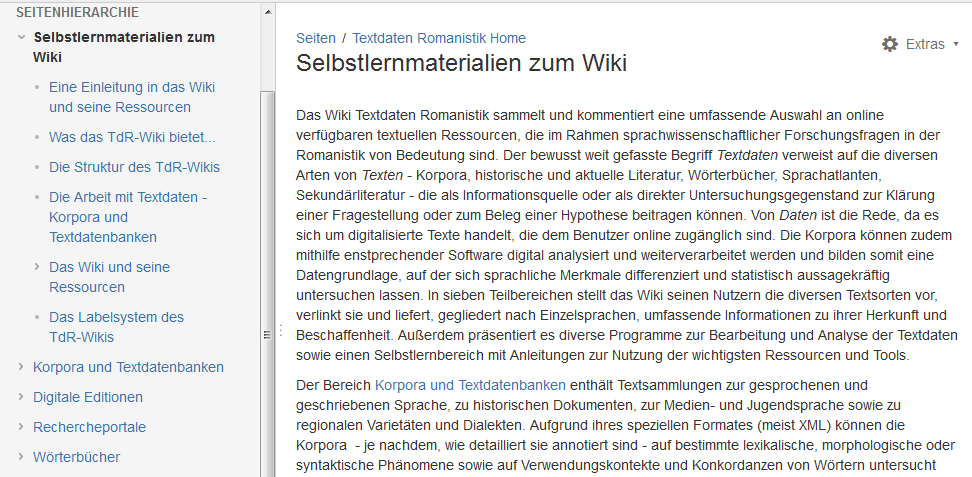 SEITENHIERARCHIE
Selbstlernmaterialien zum
Wiki
Eine Einleitung in das Wiki
und seine Ressourcen
Was das TdR-Wiki bietet...
Die Struktur des TdR-Wikis
Die Arbeit mit Textdaten -
Korpora und
Textdatenbanken
Das Wiki und seine
Ressourcen
Das Labelsystem des
TdR-Wikis
Korpora und Textdatenbanken
Digitale Editionen
Rechercheportale
Wörterbücher
Seiten / Textdaten Romanistik Home
Extras
Selbstlernmaterialien zum Wiki
Das Wiki Textdaten Romanistik sammelt und kommentiert eine umfassende Auswahl an online
verfügbaren textuellen Ressourcen, die im Rahmen sprachwissenschaftlicher Forschungsfragen in der
Romanistik von Bedeutung sind. Der bewusst weit gefasste Begriff Textdaten verweist auf die diversen
Arten von Texten - Korpora, historische und aktuelle Literatur, Wörterbücher, Sprachatlanten,
Sekundärliteratur - die als Informationsquelle oder als direkter Untersuchungsgegenstand zur Klärung
einer Fragestellung oder zum Beleg einer Hypothese beitragen können. Von Daten ist die Rede, da es
sich um digitalisierte Texte handelt, die dem Benutzer online zugänglich sind. Die Korpora können zudem
mithilfe enstprechender Software digital analysiert und weiterverarbeitet werden und bilden somit eine
Datengrundlage, auf der sich sprachliche Merkmale differenziert und statistisch aussagekräftig
untersuchen lassen. In sieben Teilbereichen stellt das Wiki seinen Nutzern die diversen Textsorten vor,
verlinkt sie und liefert, gegliedert nach Einzelsprachen, umfassende Informationen zu ihrer Herkunft und
Beschaffenheit. Außerdem präsentiert es diverse Programme zur Bearbeitung und Analyse der Textdaten
sowie einen Selbstlernbereich mit Anleitungen zur Nutzung der wichtigsten Ressourcen und Tools.
Der Bereich Korpora und Textdatenbanken enthält Textsammlungen zur gesprochenen und
geschriebenen Sprache, zu historischen Dokumenten, zur Medien- und Jugendsprache sowie zu
regionalen Varietäten und Dialekten. Aufgrund ihres speziellen Formates (meist XML) können die
Korpora - je nachdem, wie detailliert sie annotiert sind - auf bestimmte lexikalische, morphologische oder
syntaktische Phänomene sowie auf Verwendungskontexte und Konkordanzen von Wörtern untersucht